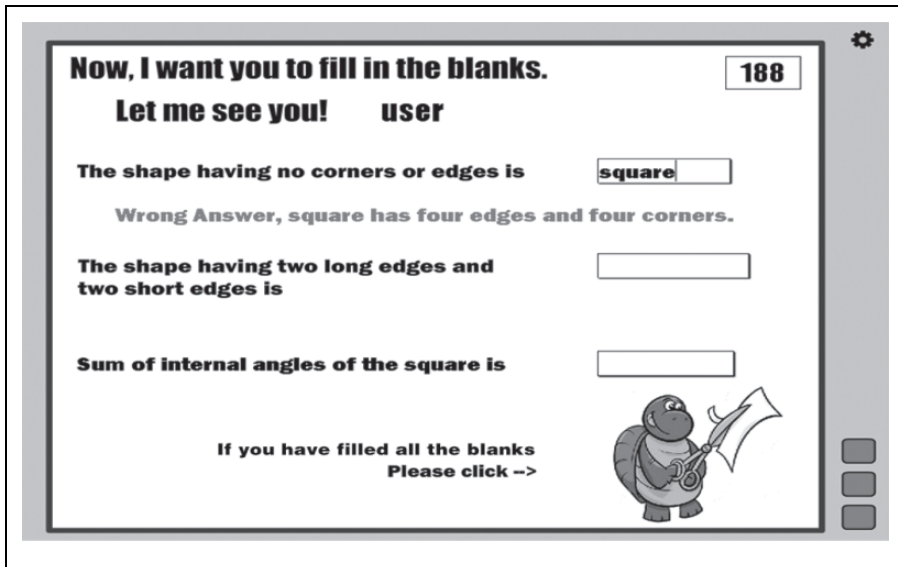 Now, I want you to fill in the blanks.
188
Let me see you! user
The shape having no corners or edges is
square
Wrong Answer, square has four edges and four corners.
The shape having two long edges and
two short edges is
Sum of internal angles of the square is
If you have filled all the blanks
Please click -->